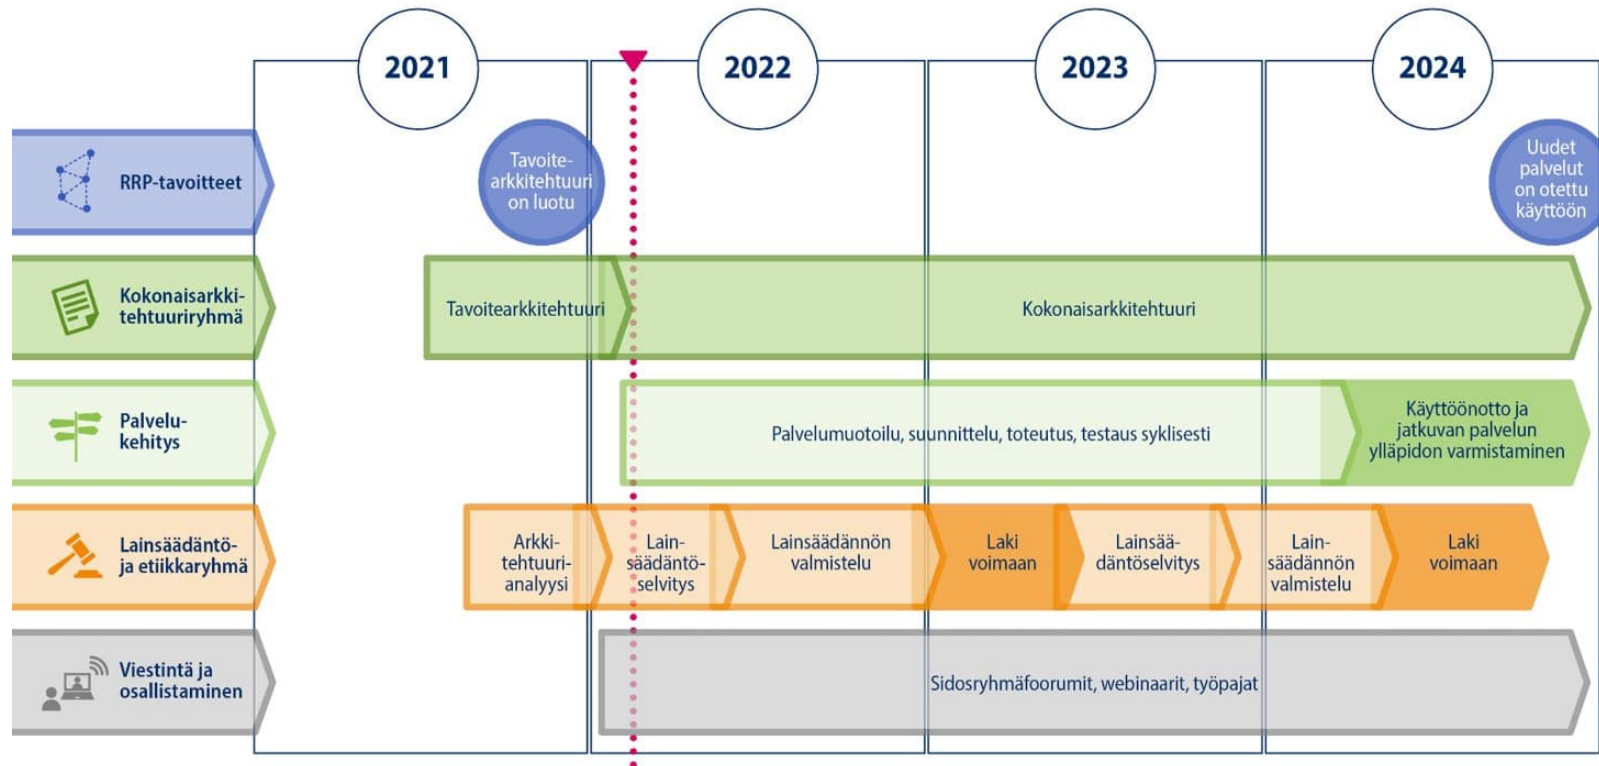 2021
2022
2023
2024
RRP-tavoitteet
Tavoite-
arkkitehtuuri
on luotu
Uudet
palvelut
on otettu
käyttöön
Kokonaisarkki-
tehtuuriryhmä
Tavoitearkkitehtuuri
Kokonaisarkkitehtuuri
Palvelu-
kehitys
Palvelumuotoilu, suunnittelu, toteutus, testaus syklisesti
Käyttöönotto ja
jatkuvan palvelun
ylläpidon varmistaminen
Lainsäädäntö-
ja etiikkaryhmä
Arkki-
tehtuuri-
analyysi
Lain-
säädäntö-
selvitys
Lainsäädännön
valmistelu
Laki
voimaan
Lainsää-
däntöselvitys
Lain-
säädännön
valmistelu
Laki
voimaan
Viestintä ja
osallistaminen
Sidosryhmäfoorumit, webinaarit, työpajat